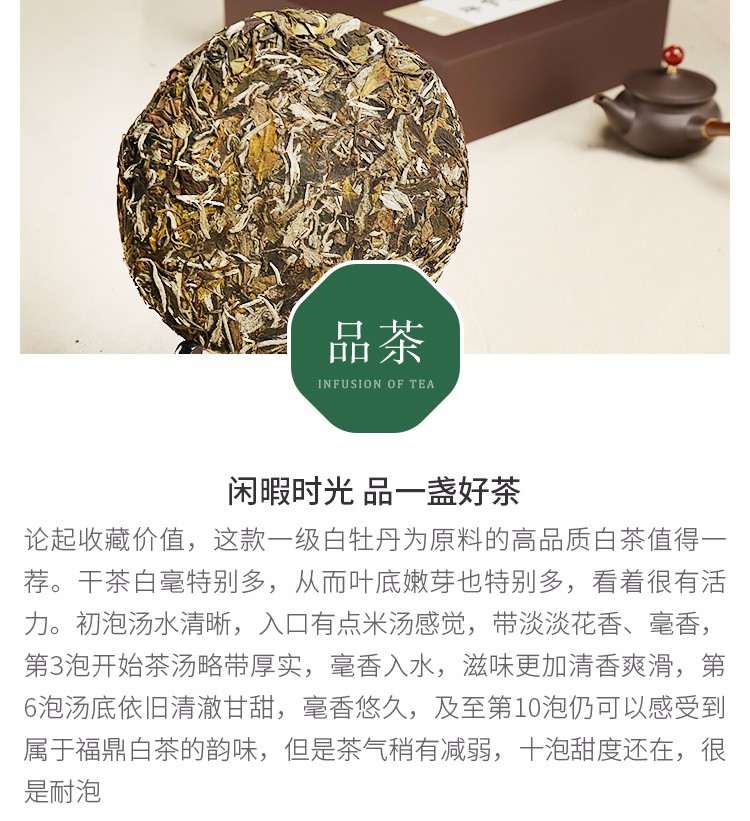 品茶
INFUSION OF TEA
闲暇时光 品一盏好茶
论起收藏价值，这款一级白牡丹为原料的高品质白茶值得一
荐。干茶白毫特别多，从而叶底嫩芽也特别多，看着很有活
力。初泡汤水清晰，入口有点米汤感觉，带淡淡花香、毫香，
第3泡开始茶汤略带厚实，毫香入水，滋味更加清香爽滑，第
6泡汤底依旧清澈甘甜，毫香悠久，及至第10泡仍可以感受到
属于福鼎白茶的韵味，但是茶气稍有减弱，十泡甜度还在，很
是耐泡